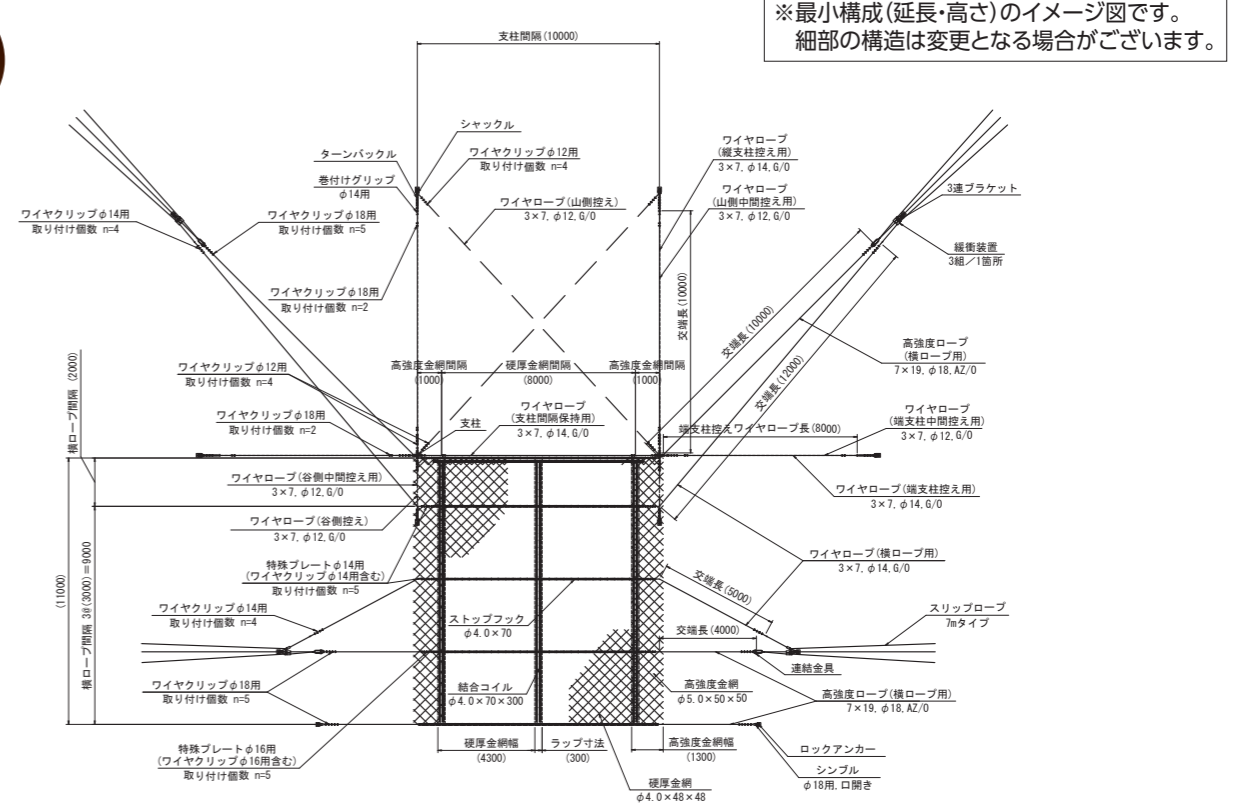 ※最小構成(延長・高さ)のイメージ図です。
細部の構造は変更となる場合がございます。
支柱間隔(10000)
シャックル
ターンバックル
ワイヤクリップφ12用
取り付け個数 n=4
巻付けグリップ
φ14用
ワイヤロープ(山側控え)
3×7, φ12, G/O
ワイヤロープ
(縦支柱控え用)
3×7, φ14, G/O
ワイヤロープ
(山側中間控え用)
3×7, φ12, G/O
3連ブラケット
緩衝装置
3組/1箇所
ワイヤクリップφ14用
取り付け個数 n=4
ワイヤクリップφ18用
取り付け個数 n=5
ワイヤクリップφ18用
取り付け個数 n=2
交端長(10000)
交端長(10000)
交端長(12000)
高強度ロープ
(横ロープ用)
7×19, φ18, AZ/O
横ロープ間隔 (2000)
ワイヤクリップφ12用
取り付け個数 n=4
高強度金網間隔
(1000)
硬厚金網間隔
(8000)
高強度金網間隔
(1000)
ワイヤクリップφ18用
取り付け個数 n=2
支柱
ワイヤロープ
(支柱間隔保持用)
3×7, φ14, G/O
端支柱控えワイヤロープ長(8000)
ワイヤロープ
(端支柱中間控え用)
3×7, φ12, G/O
ワイヤロープ(谷側中間控え用)
3×7, φ12, G/O
ワイヤロープ(端支柱控え用)
3×7, φ14, G/O
ワイヤロープ(谷側控え)
3×7, φ12, G/O
(11000)
横ロープ間隔 3@(3000)=9000
特殊プレートφ14用
(ワイヤクリップφ14用含む)
取り付け個数 n=5
ワイヤロープ(横ロープ用)
3×7, φ14, G/O
交端長(5000)
ワイヤクリップφ14用
取り付け個数 n=4
ストップフック
φ4.0×70
交端長(4000)
スリップロープ
7mタイプ
連結金具
ワイヤクリップφ18用
取り付け個数 n=5
結合コイル
φ4.0×70×300
高強度金網
φ5.0×50×50
高強度ロープ(横ロープ用)
7×19, φ18, AZ/O
特殊プレートφ16用
(ワイヤクリップφ16用含む)
取り付け個数 n=5
硬厚金網幅
(4300)
ラップ寸法
(300)
高強度金網幅
(1300)
ロックアンカー
シンブル
φ18用, 口開き
硬厚金網
φ4.0×48×48